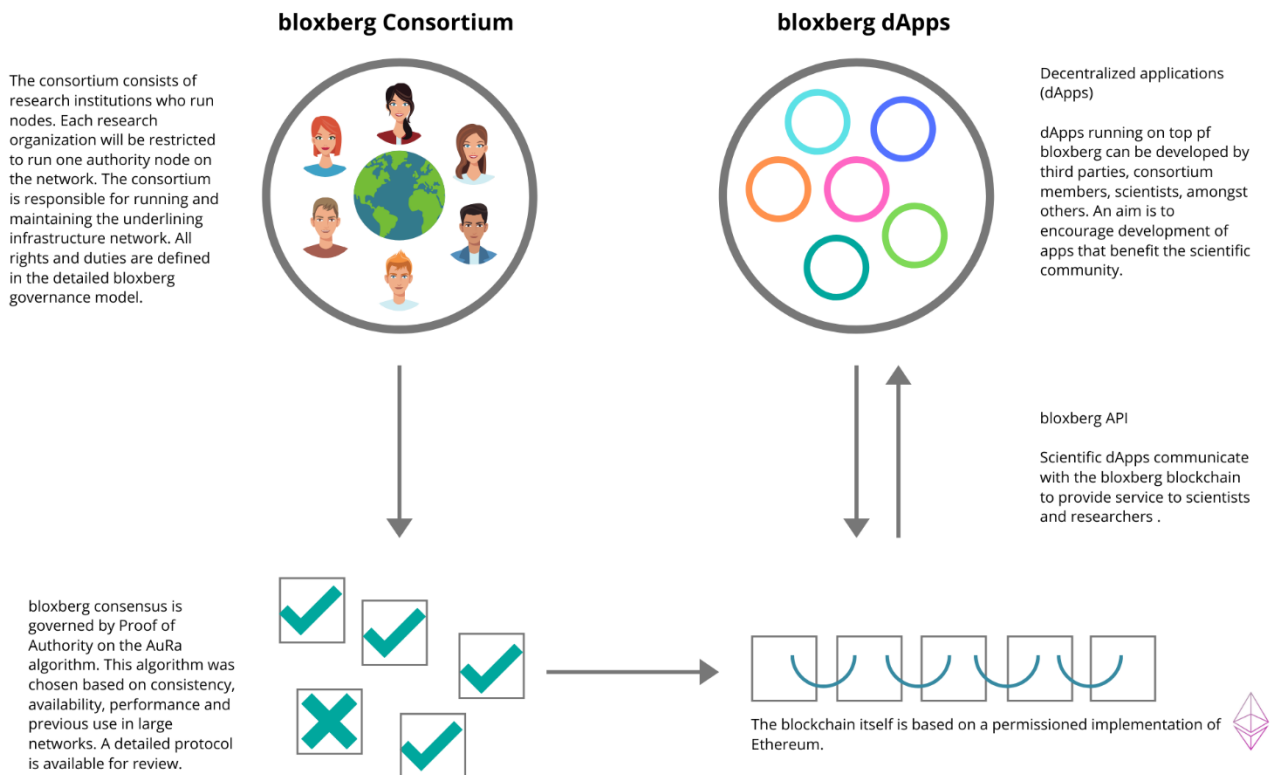 bloxberg Consortium
bloxberg dApps
The consortium consists of
research institutions who run
nodes. Each research
organization will be restricted
to run one authority node on
the network. The consortium
is responsible for running and
maintaining the underlining
infrastructure network. All
rights and duties are defined
in the detailed bloxberg
governance model.
Decentralized applications
(dApps)
dApps running on top pf
bloxberg can be developed by
third parties, consortium
members, scientists, amongst
others. An aim is to
encourage development of
apps that benefit the scientific
community.
bloxberg API
Scientific dApps communicate
with the bloxberg blockchain
to provide service to scientists
and researchers .
bloxberg consensus is
governed by Proof of
Authority on the AuRa
algorithm. This algorithm was
chosen based on consistency,
availability, performance and
previous use in large
networks. A detailed protocol
is available for review.
The blockchain itself is based on a permissioned implementation of
Ethereum.